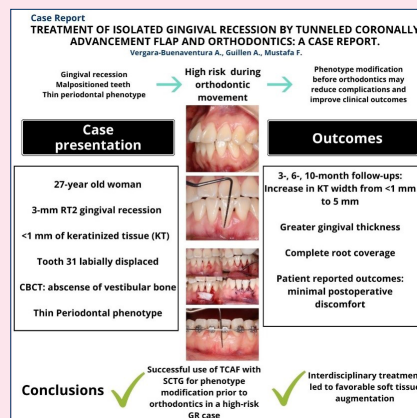 Case Report
TREATMENT OF ISOLATED GINGIVAL RECESSION BY TUNNELED CORONALLY
ADVANCEMENT FLAP AND ORTHODONTICS: A CASE REPORT.
Vergara-Buenaventura A., Guillen A., Mustafa F.
Gingival recession
Malpositioned teeth
Thin periodontal phenotype
High risk during
orthodontic
movement
Phenotype modification
before orthodontics may
reduce complications and
improve clinical outcomes
Case
presentation
27-year old woman
3-mm RT2 gingival recession
<1 mm of keratinized tissue (KT)
Tooth 31 labially displaced
CBCT: abscense of vestibular bone
Thin Periodontal phenotype
Outcomes
3-, 6-, 10-month follow-ups:
Increase in KT width from <1 mm
to 5 mm
Greater gingival thickness
Complete root coverage
Patient reported outcomes:
minimal postoperative
discomfort
Conclusions
Successful use of TCAF with
SCTG for phenotype
modification prior to
orthodontics in a high-risk
GR case
Interdisciplinary treatment
led to favorable soft tissue
augmentation